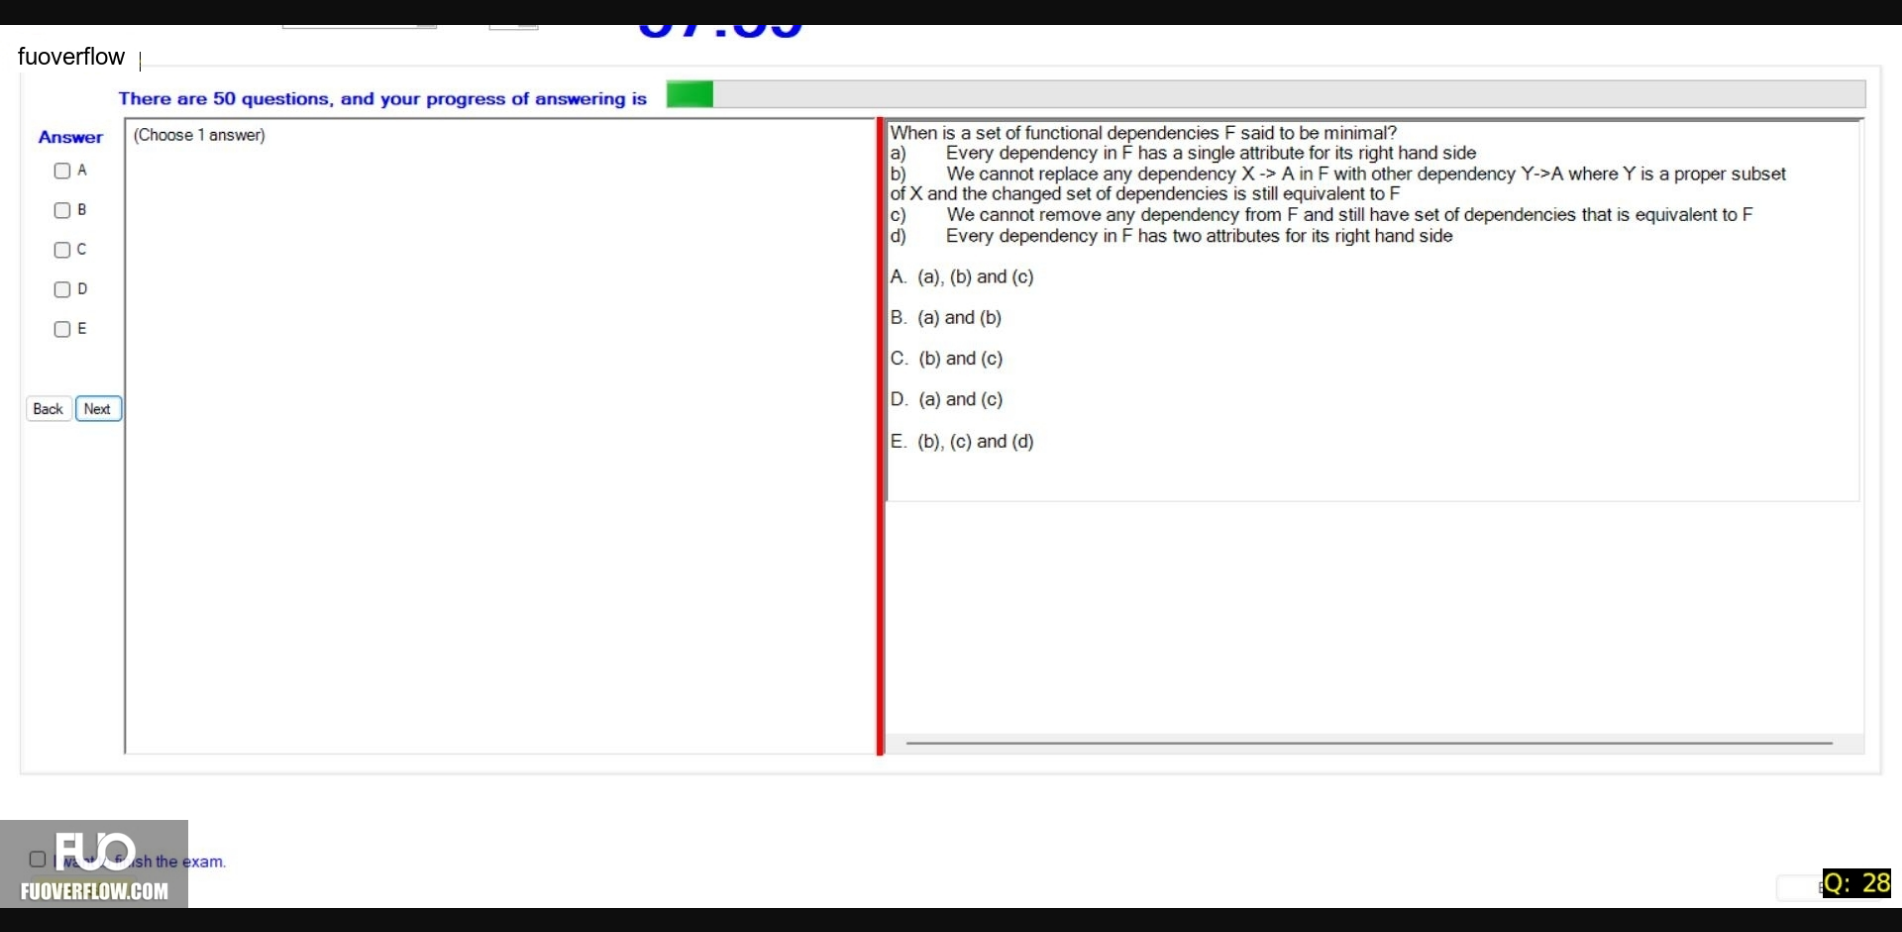 fuoverflow
There are 50 questions, and your progress of answering is
Answer
(Choose 1 answer)
A
B
C
D
E
Back
Next
When is a set of functional dependencies F said to be minimal?
a) Every dependency in F has a single attribute for its right hand side
b) We cannot replace any dependency X -> A in F with other dependency Y->A where Y is a proper subset
of X and the changed set of dependencies is still equivalent to F
c) We cannot remove any dependency from F and still have set of dependencies that is equivalent to F
d) Every dependency in F has two attributes for its right hand side
A. (a), (b) and (c)
B. (a) and (b)
C. (b) and (c)
D. (a) and (c)
E. (b), (c) and (d)
FUO
the exam.
FUOVERFLOW.COM
Q: 28